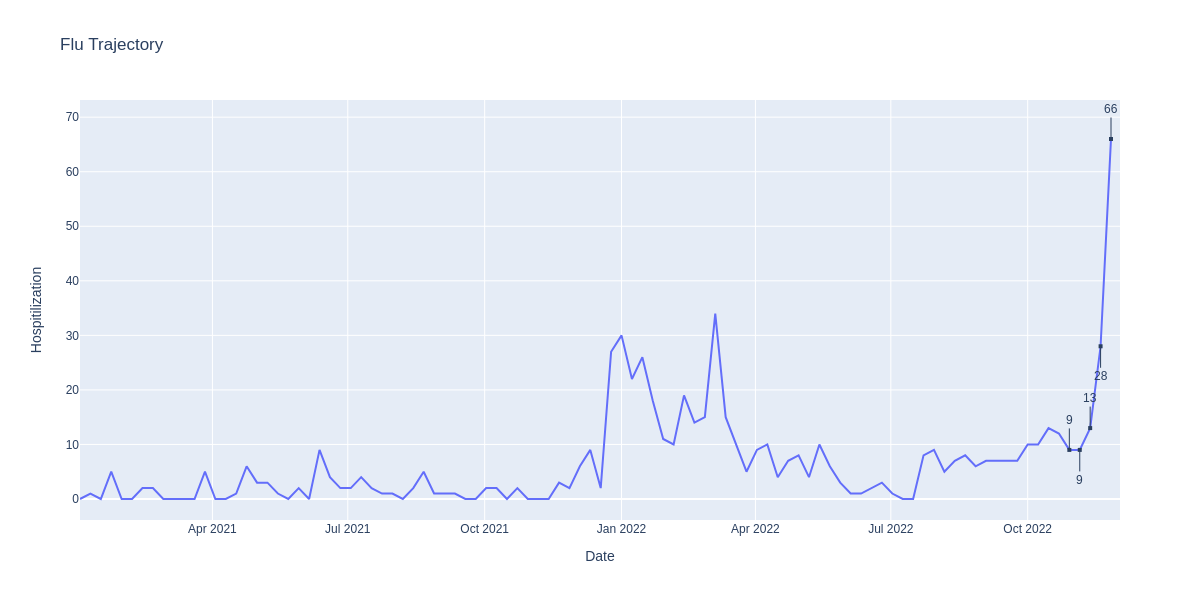 Flu Trajectory
66
70
60
50
40
30
20
10
0
28
13
9
9
Hospitilization
Apr 2021
Jul 2021
Oct 2021
Jan 2022
Apr 2022
Jul 2022
Oct 2022
Date